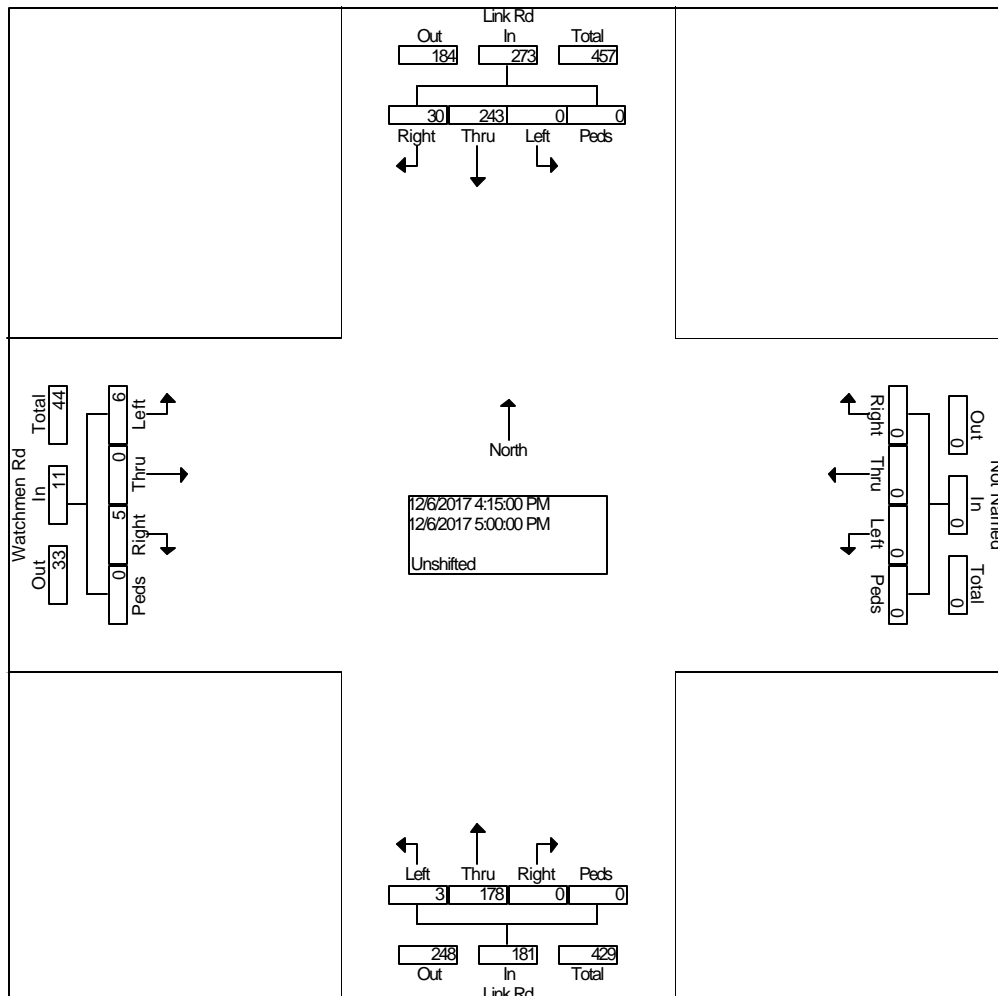 Link Rd
Out In Total
184 273 457
30 243 0 0
Right Thru Left Peds
Watchmen Rd
Total In Out
44 11 33
6 0 5 0
Left Thru Right Peds
North
12/6/2017 4:15:00 PM
12/6/2017 5:00:00 PM
Unshifted
Right Thru Left Peds
0 0 0 0
Out In Total
0 0 0
Not Named
Left Thru Right Peds
3 178 0 0
248 181 429
Out In Total
Link Rd